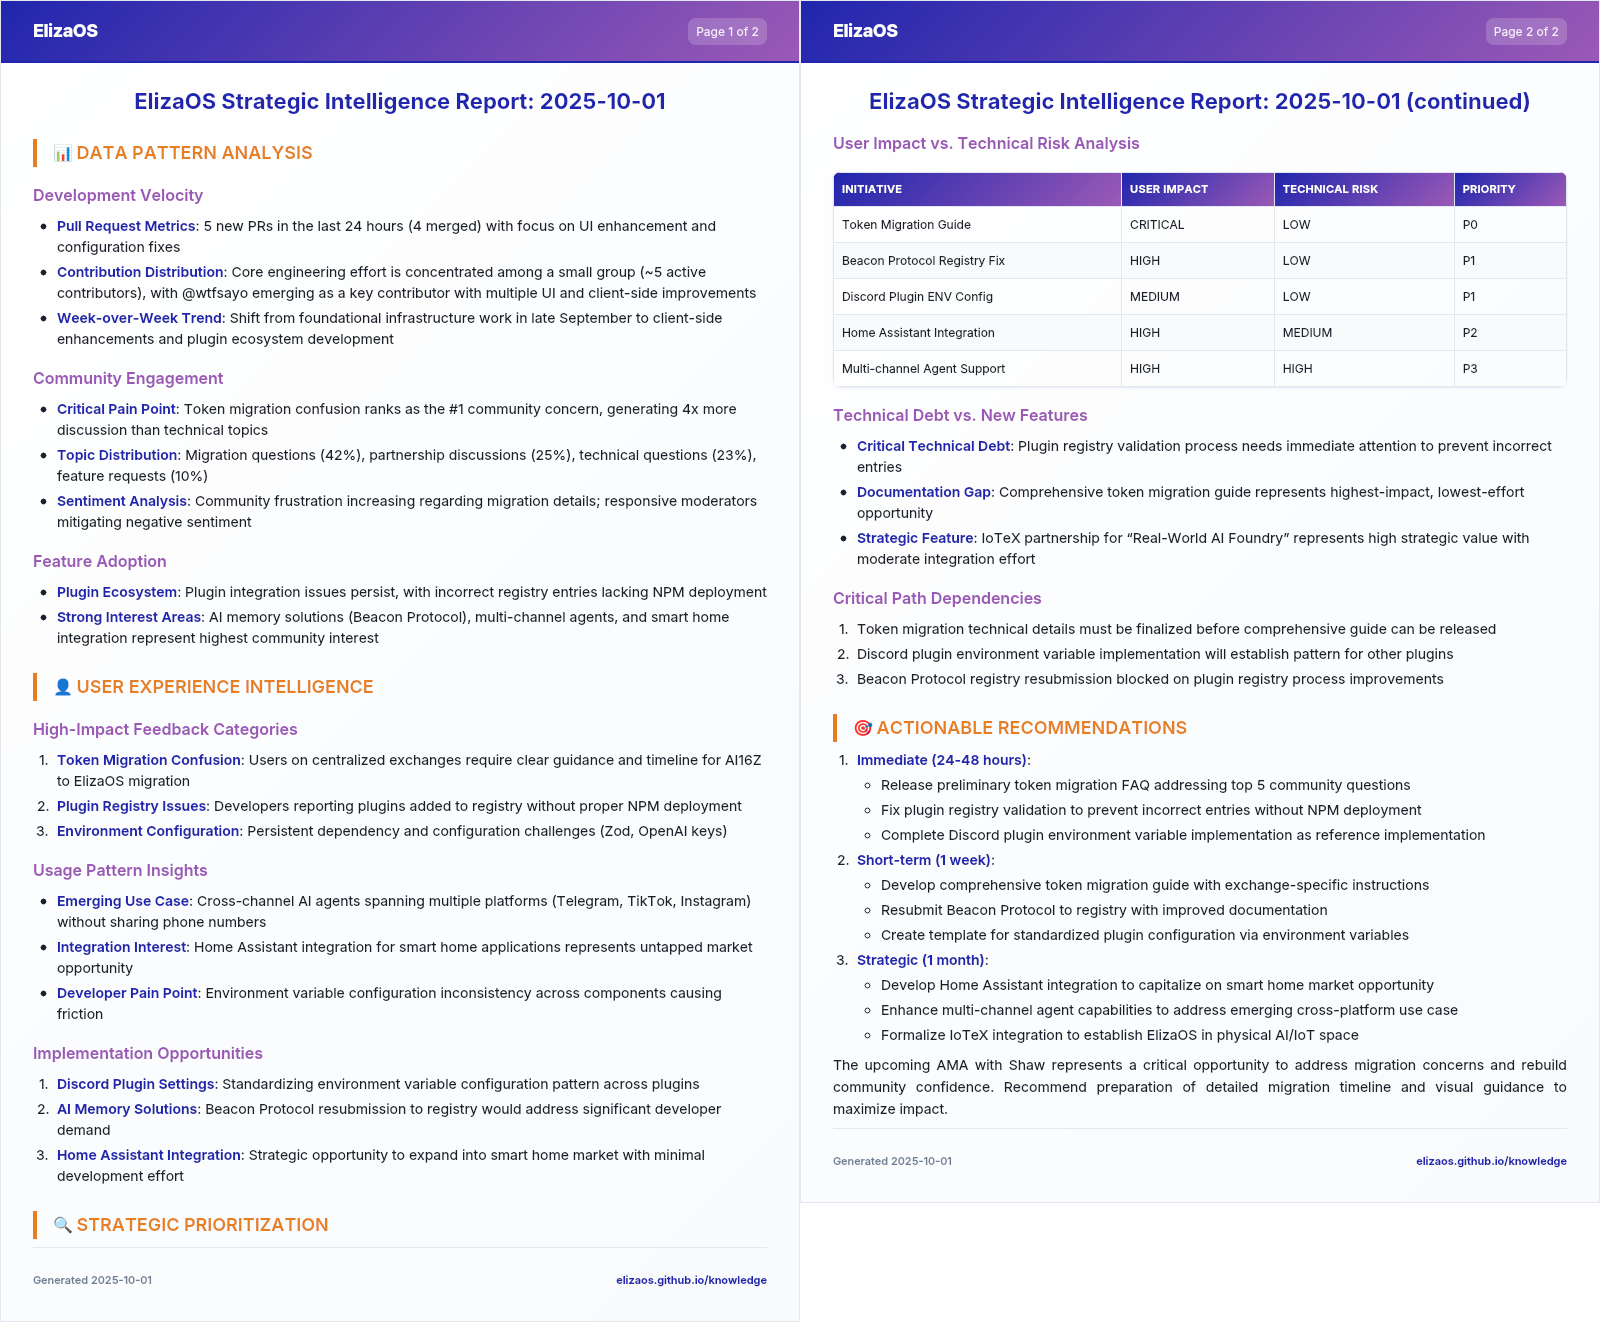 ElizaOS
Page 1 of 2
ElizaOS Strategic Intelligence Report: 2025-10-01
📊 DATA PATTERN ANALYSIS
Development Velocity
• Pull Request Metrics: 5 new PRs in the last 24 hours (4 merged) with focus on UI enhancement and
configuration fixes
• Contribution Distribution: Core engineering effort is concentrated among a small group (~5 active
contributors), with @wtfsayo emerging as a key contributor with multiple UI and client-side improvements
• Week-over-Week Trend: Shift from foundational infrastructure work in late September to client-side
enhancements and plugin ecosystem development
Community Engagement
• Critical Pain Point: Token migration confusion ranks as the #1 community concern, generating 4x more
discussion than technical topics
• Topic Distribution: Migration questions (42%), partnership discussions (25%), technical questions (23%),
feature requests (10%)
• Sentiment Analysis: Community frustration increasing regarding migration details; responsive moderators
mitigating negative sentiment
Feature Adoption
• Plugin Ecosystem: Plugin integration issues persist, with incorrect registry entries lacking NPM deployment
• Strong Interest Areas: AI memory solutions (Beacon Protocol), multi-channel agents, and smart home
integration represent highest community interest
👤 USER EXPERIENCE INTELLIGENCE
High-Impact Feedback Categories
1. Token Migration Confusion: Users on centralized exchanges require clear guidance and timeline for AI16Z
to ElizaOS migration
2. Plugin Registry Issues: Developers reporting plugins added to registry without proper NPM deployment
3. Environment Configuration: Persistent dependency and configuration challenges (Zod, OpenAI keys)
Usage Pattern Insights
• Emerging Use Case: Cross-channel AI agents spanning multiple platforms (Telegram, TikTok, Instagram)
without sharing phone numbers
• Integration Interest: Home Assistant integration for smart home applications represents untapped market
opportunity
• Developer Pain Point: Environment variable configuration inconsistency across components causing
friction
Implementation Opportunities
1. Discord Plugin Settings: Standardizing environment variable configuration pattern across plugins
2. AI Memory Solutions: Beacon Protocol resubmission to registry would address significant developer
demand
3. Home Assistant Integration: Strategic opportunity to expand into smart home market with minimal
development effort
🔍 STRATEGIC PRIORITIZATION
Generated 2025-10-01
elizaos.github.io/knowledge
ElizaOS
Page 2 of 2
ElizaOS Strategic Intelligence Report: 2025-10-01 (continued)
User Impact vs. Technical Risk Analysis
INITIATIVE USER IMPACT TECHNICAL RISK PRIORITY
Token Migration Guide CRITICAL LOW P0
Beacon Protocol Registry Fix HIGH LOW P1
Discord Plugin ENV Config MEDIUM LOW P1
Home Assistant Integration HIGH MEDIUM P2
Multi-channel Agent Support HIGH HIGH P3
Technical Debt vs. New Features
• Critical Technical Debt: Plugin registry validation process needs immediate attention to prevent incorrect
entries
• Documentation Gap: Comprehensive token migration guide represents highest-impact, lowest-effort
opportunity
• Strategic Feature: IoTeX partnership for “Real-World AI Foundry” represents high strategic value with
moderate integration effort
Critical Path Dependencies
1. Token migration technical details must be finalized before comprehensive guide can be released
2. Discord plugin environment variable implementation will establish pattern for other plugins
3. Beacon Protocol registry resubmission blocked on plugin registry process improvements
🎯 ACTIONABLE RECOMMENDATIONS
1. Immediate (24-48 hours):
◦ Release preliminary token migration FAQ addressing top 5 community questions
◦ Fix plugin registry validation to prevent incorrect entries without NPM deployment
◦ Complete Discord plugin environment variable implementation as reference implementation
2. Short-term (1 week):
◦ Develop comprehensive token migration guide with exchange-specific instructions
◦ Resubmit Beacon Protocol to registry with improved documentation
◦ Create template for standardized plugin configuration via environment variables
3. Strategic (1 month):
◦ Develop Home Assistant integration to capitalize on smart home market opportunity
◦ Enhance multi-channel agent capabilities to address emerging cross-platform use case
◦ Formalize IoTeX integration to establish ElizaOS in physical AI/IoT space
The upcoming AMA with Shaw represents a critical opportunity to address migration concerns and rebuild
community confidence. Recommend preparation of detailed migration timeline and visual guidance to
maximize impact.
Generated 2025-10-01
elizaos.github.io/knowledge